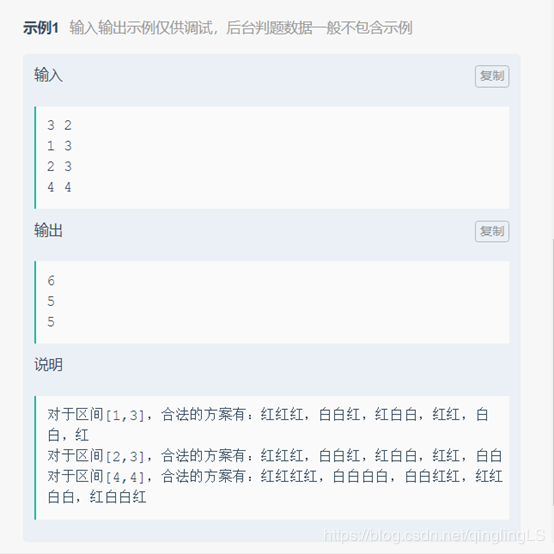 示例1 输入输出示例仅供调试，后台判题数据一般不包含示例
输入
复制
3 2
1 3
2 3
4 4
输出
复制
6
5
5
说明
对于区间[1,3]，合法的方案有：红红红，白白红，红白白，红红，白
白，红
对于区间[2,3]，合法的方案有：红红红，白白红，红白白，红红，白白
对于区间[4,4]，合法的方案有：红红红红，白白白白，白白红红，红红
白白，红白白红
https://blog.csdn.net/qinglingLS